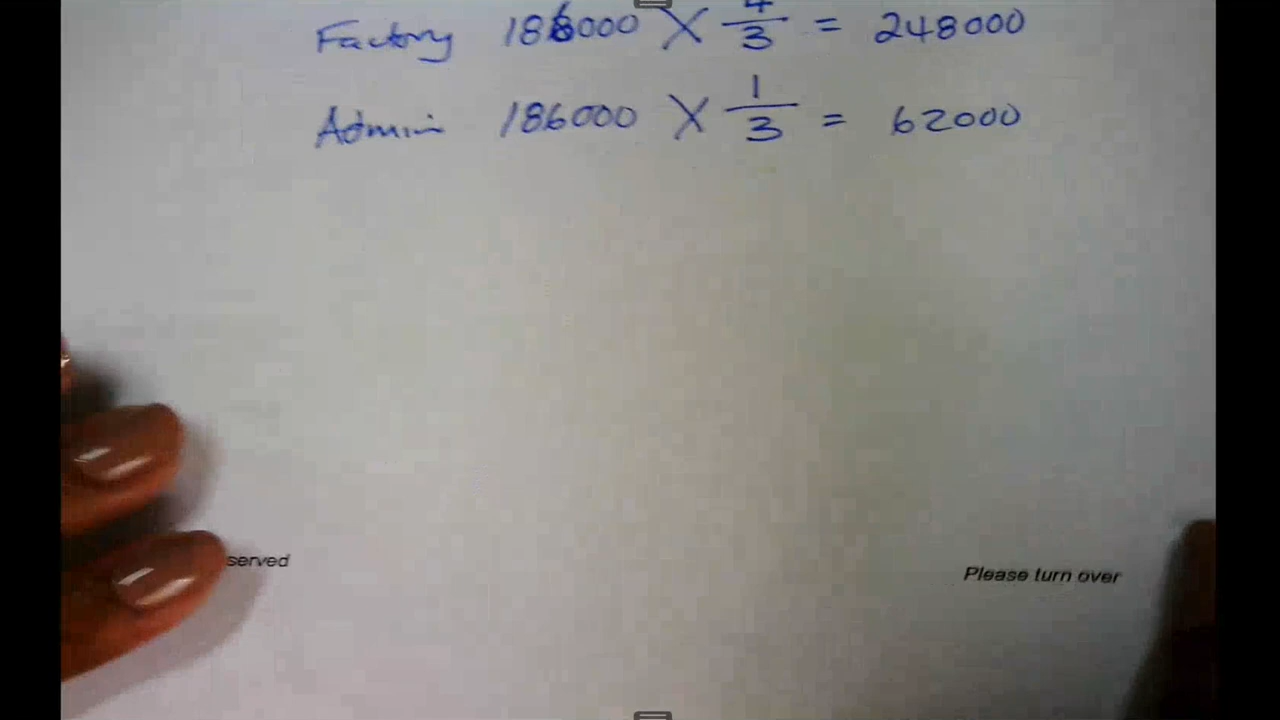 Factory 186000 X 4/3 = 248000
Admin 186000 X 1/3 = 62000
served
Please turn over